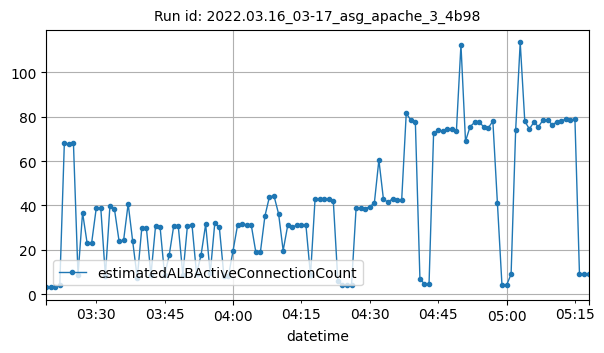 Run id: 2022.03.16_03-17_asg_apache_3_4b98
100
80
60
40
20
0
estimatedALBActiveConnectionCount
03:30 03:45 04:00 04:15 04:30 04:45 05:00 05:15
datetime